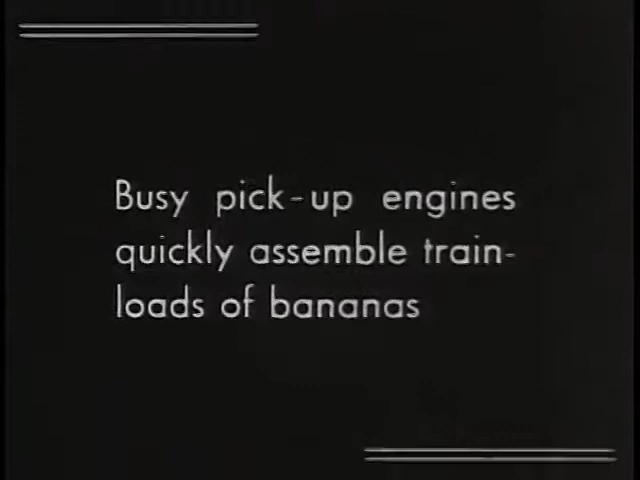 Busy pick-up engines
quickly assemble train-
loads of bananas